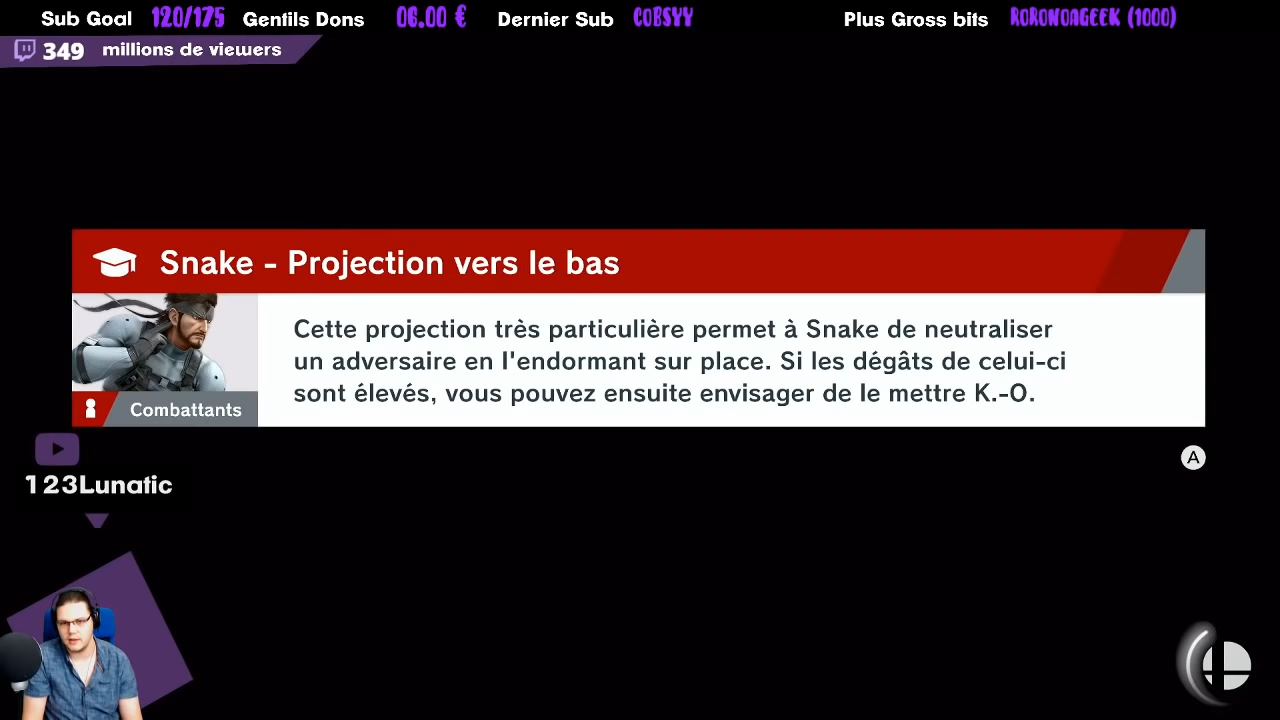 Sub Goal 120/175 Gentils Dons 06.00 € Dernier Sub COBSYY Plus Gross bits RORONOAGEEK (1000)
349 millions de viewers
Snake - Projection vers le bas
Cette projection très particulière permet à Snake de neutraliser
un adversaire en l'endormant sur place. Si les dégâts de celui-ci
sont élevés, vous pouvez ensuite envisager de le mettre K.-O.
Combattants
A
123Lunatic